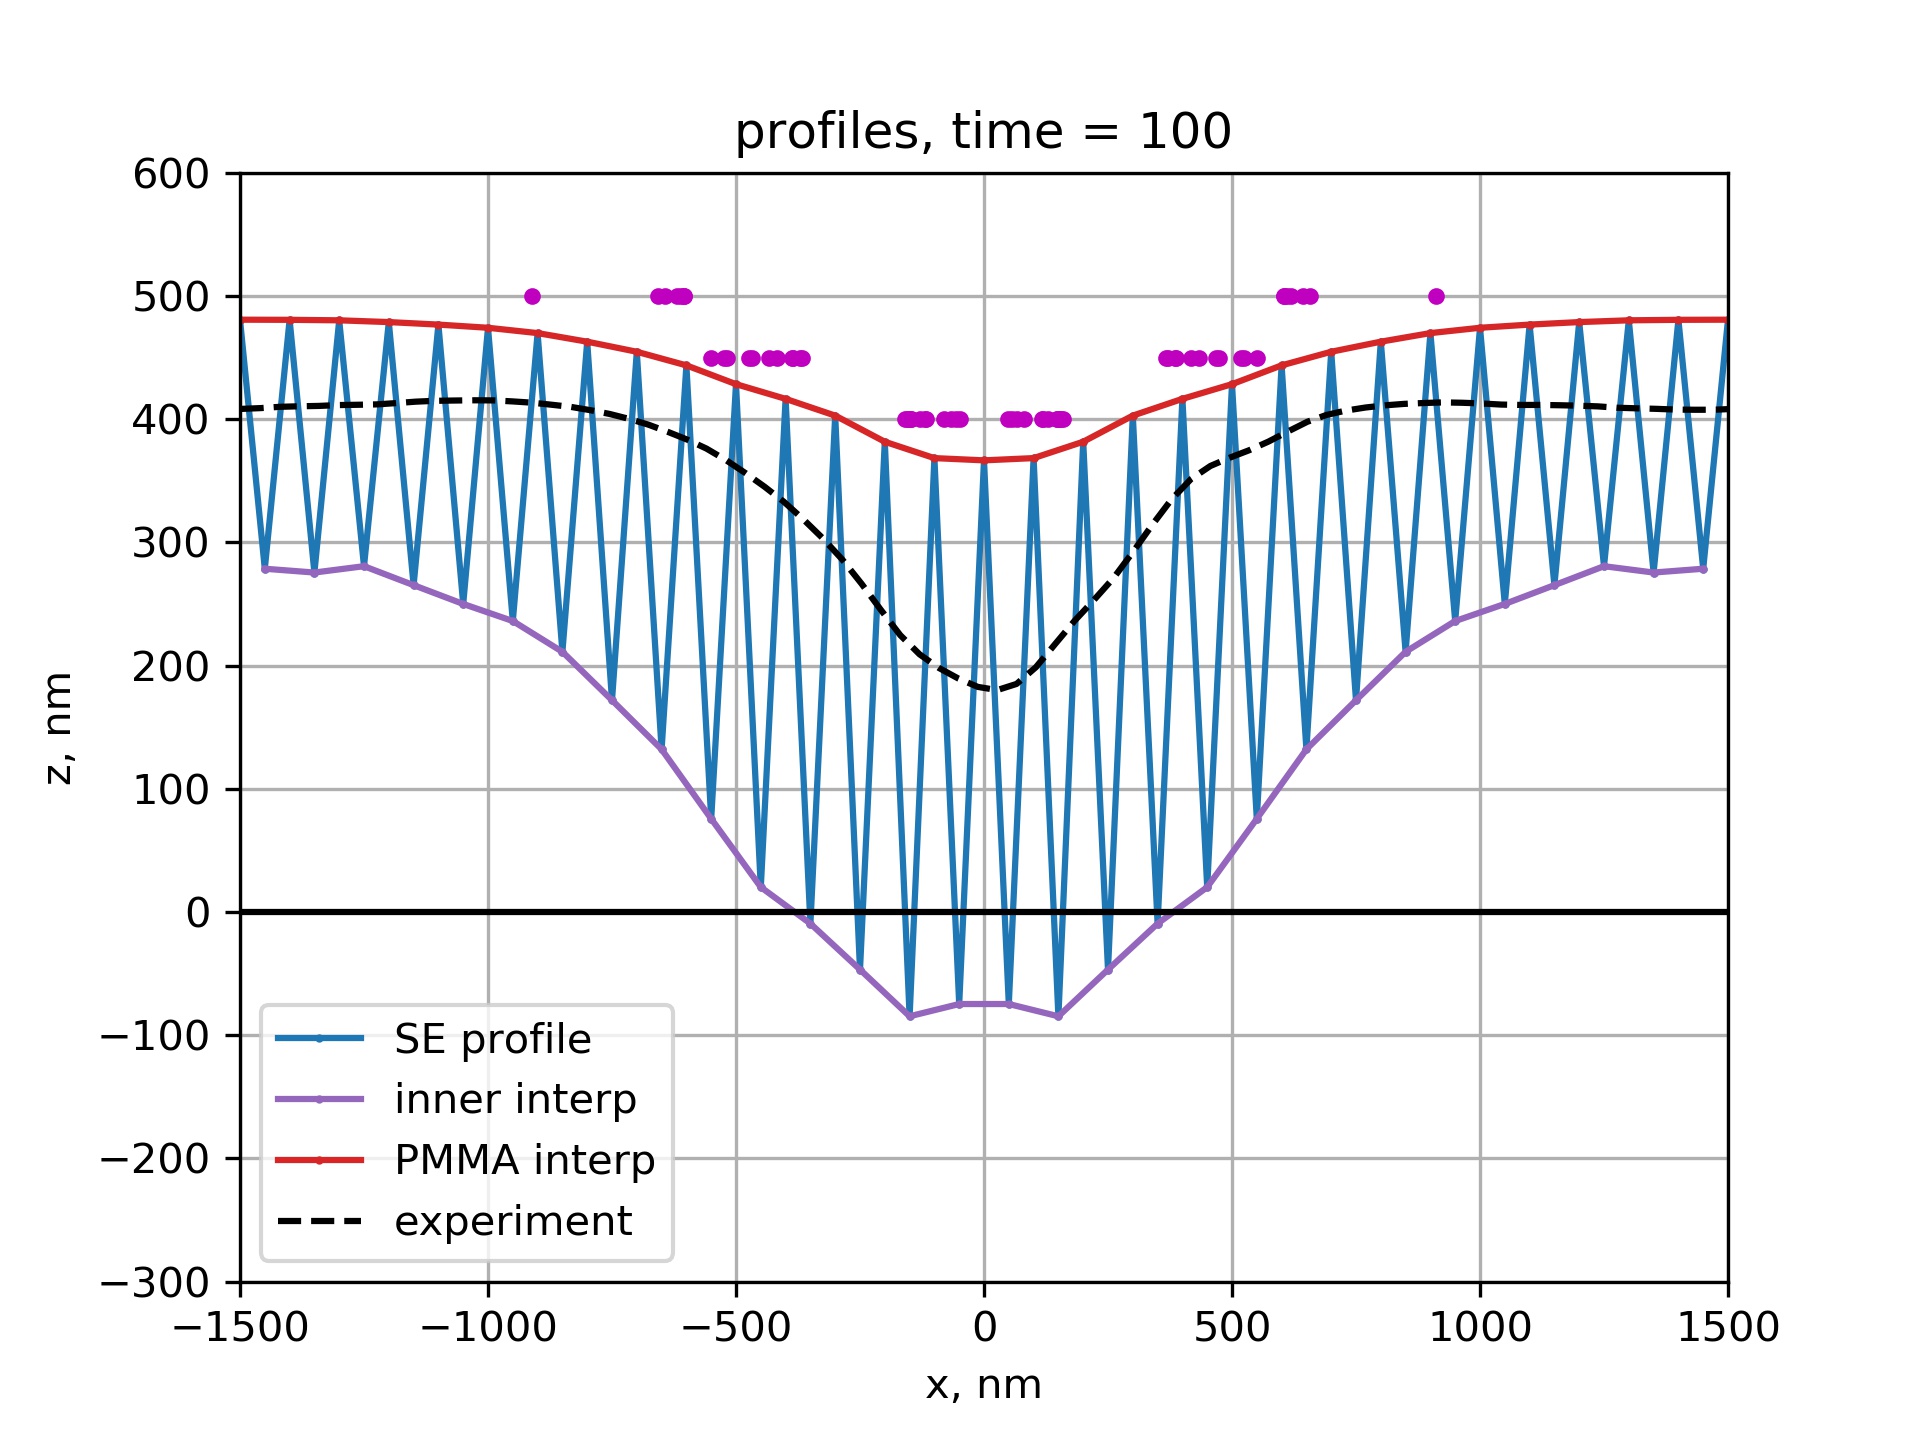 profiles, time = 100
600
500
400
300
200
100
0
−100
−200
−300
z, nm
SE profile
inner interp
PMMA interp
experiment
−1500 −1000 −500 0 500 1000 1500
x, nm